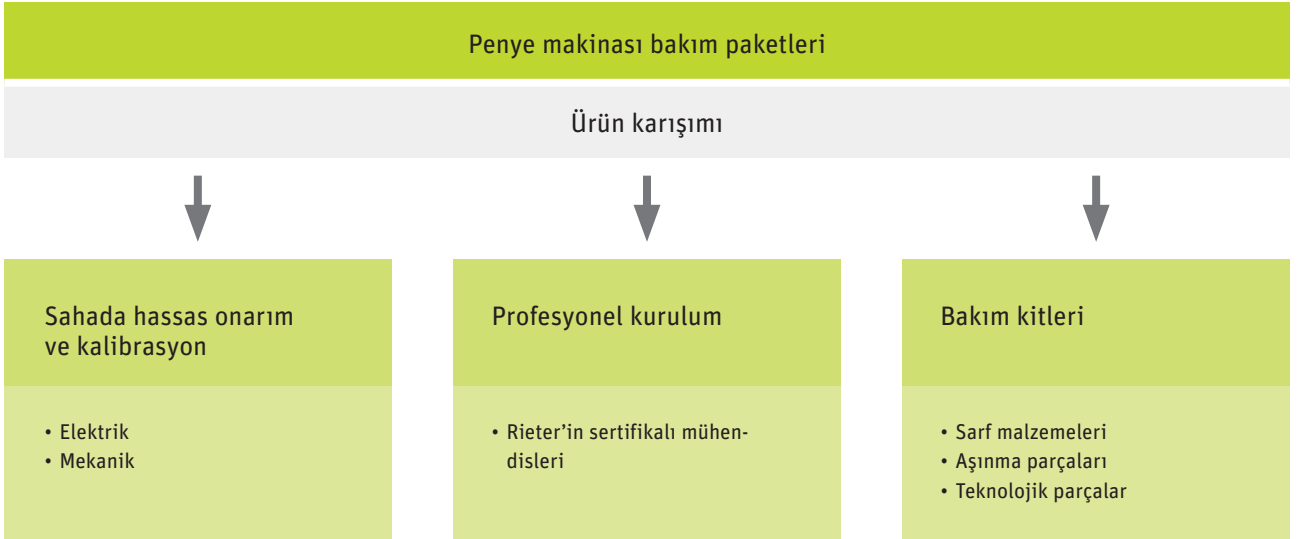 Penye makinası bakım paketleri
Ürün karışımı
Sahada hassas onarım
ve kalibrasyon
• Elektrik
• Mekanik
Profesyonel kurulum
• Rieter’in sertifikalı mühen-
disleri
Bakım kitleri
• Sarf malzemeleri
• Aşınma parçaları
• Teknolojik parçalar